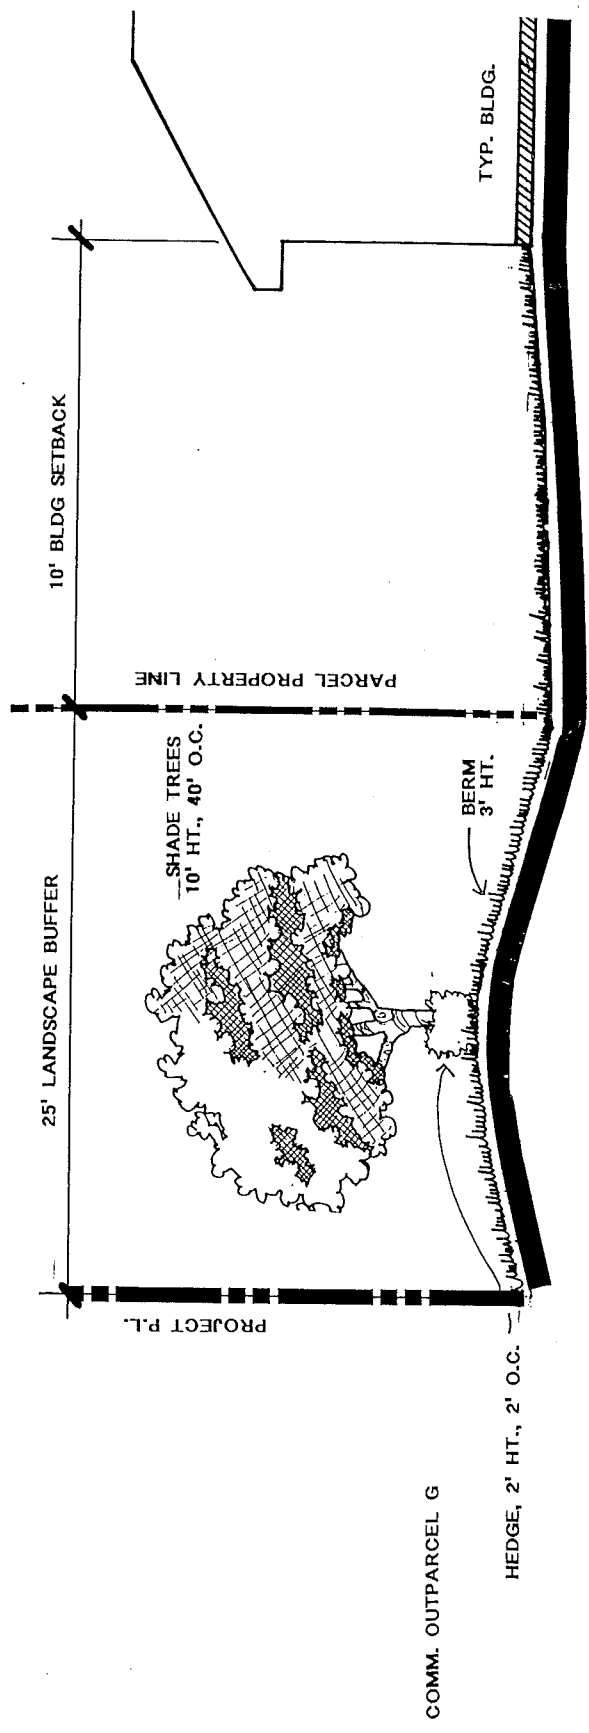 25' LANDSCAPE BUFFER
10' BLDG SETBACK
PROJECT P.L.
PARCEL PROPERTY LINE
SHADE TREES
10' HT., 40' O.C.
COMM. OUTPARCEL G
BERM
3' HT.
TYP. BLDG.
HEDGE, 2' HT., 2' O.C.